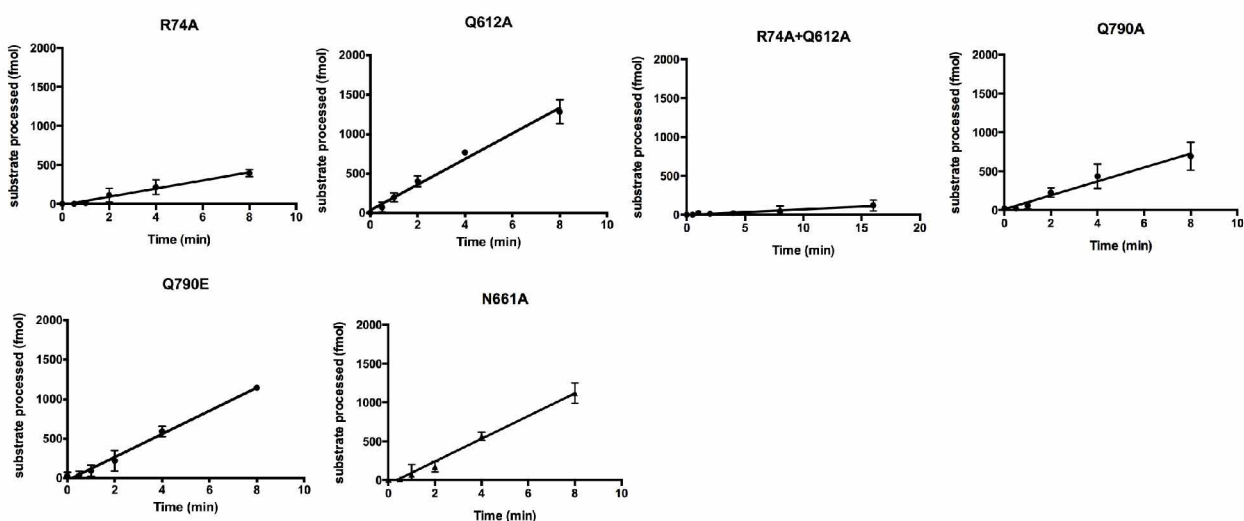 R74A
substrate processed (fmol)
2000
1500
1000
500
0
0 2 4 6 8 10
Time (min)
Q612A
substrate processed (fmol)
2000
1500
1000
500
0
0 2 4 6 8 10
Time (min)
R74A+Q612A
substrate processed (fmol)
2000
1500
1000
500
0
0 5 10 15 20
Time (min)
Q790A
substrate processed (fmol)
2000
1500
1000
500
0
0 2 4 6 8 10
Time (min)
Q790E
substrate processed (fmol)
2000
1500
1000
500
0
0 2 4 6 8 10
Time (min)
N661A
substrate processed (fmol)
2000
1500
1000
500
0
0 2 4 6 8 10
Time (min)